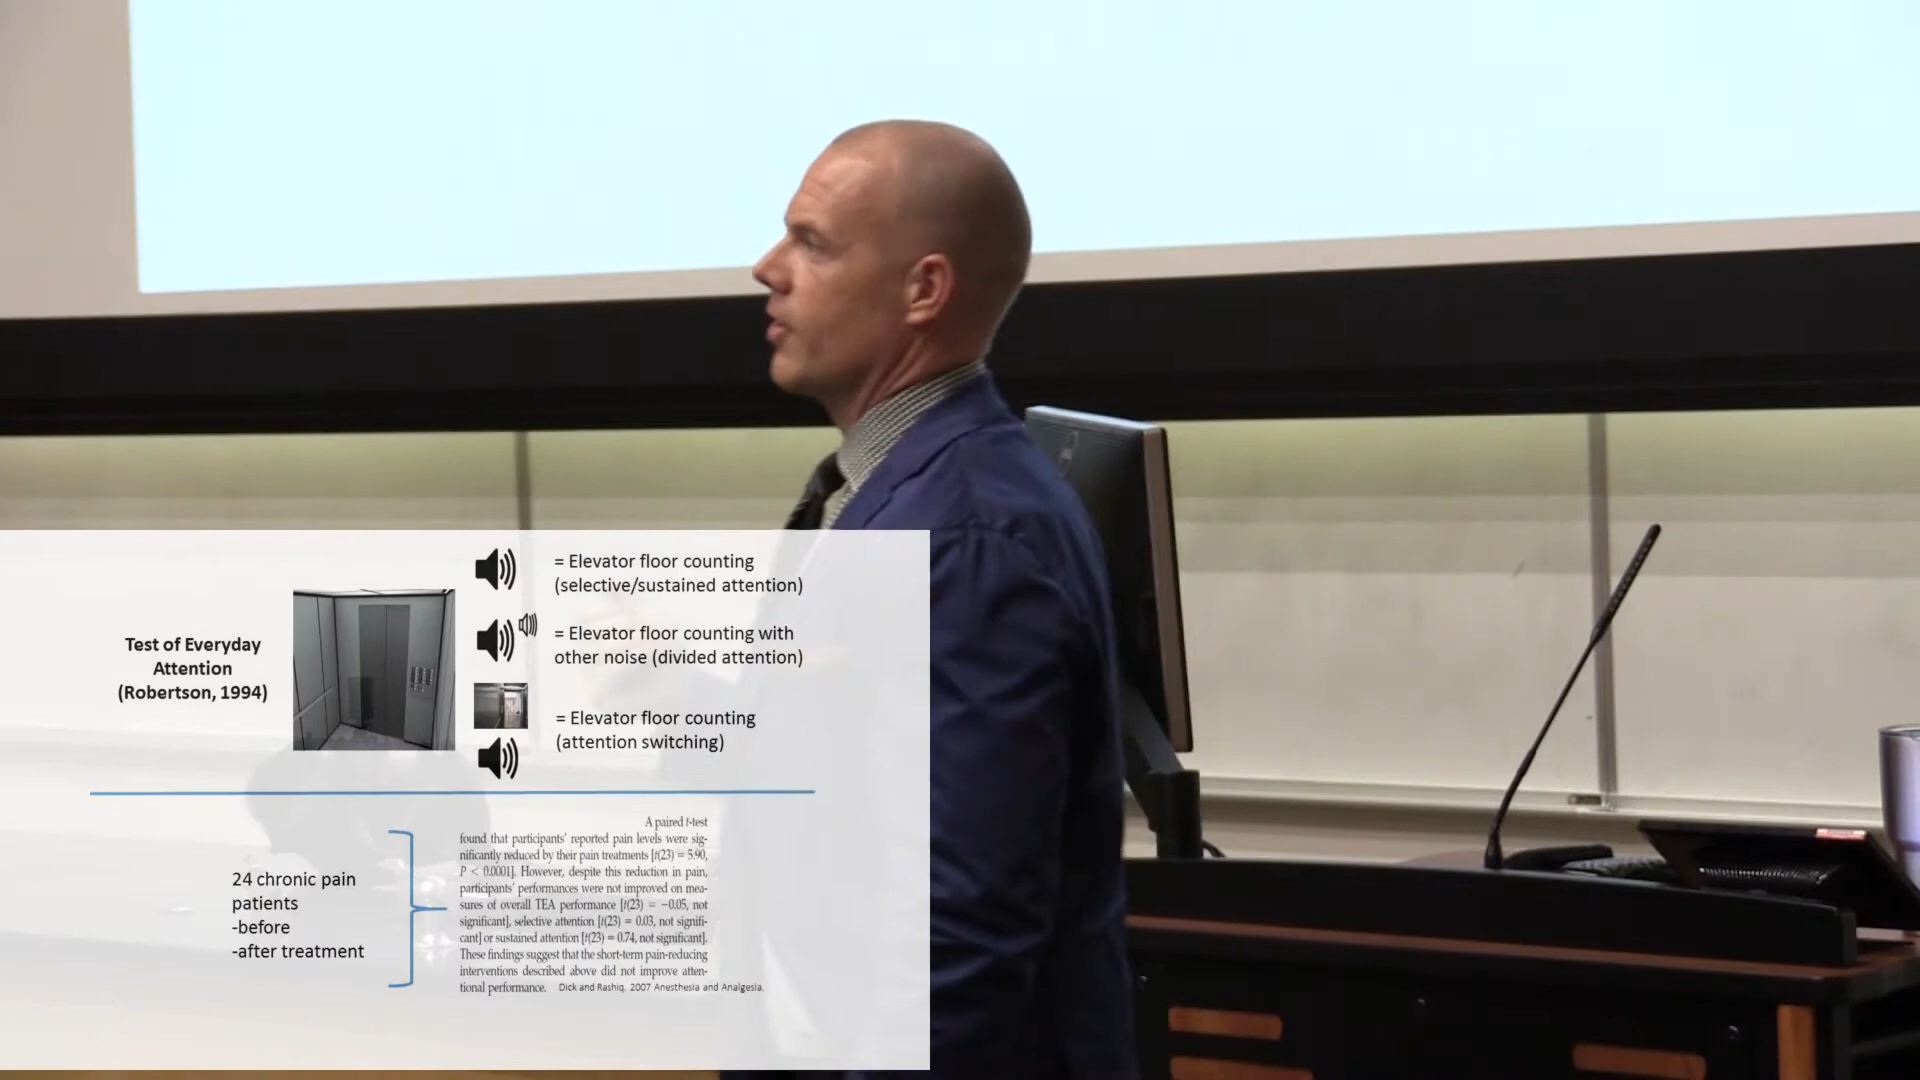 = Elevator floor counting
(selective/sustained attention)
= Elevator floor counting with
other noise (divided attention)
Test of Everyday
Attention
(Robertson, 1994)
= Elevator floor counting
(attention switching)
24 chronic pain
patients
-before
-after treatment
A paired t-test
found that participants' reported pain levels were sig-
nificantly reduced by their pain treatments [t(23) = 5.90,
P < 0.0001]. However, despite this reduction in pain,
participants' performances were not improved on mea-
sures of overall TEA performance [t(23) = −0.05, not
significant], selective attention [t(23) = 0.03, not signifi-
cant] or sustained attention [t(23) = 0.74, not significant].
These findings suggest that the short-term pain-reducing
interventions described above did not improve atten-
tional performance. Dick and Rashiq. 2007 Anesthesia and Analgesia.